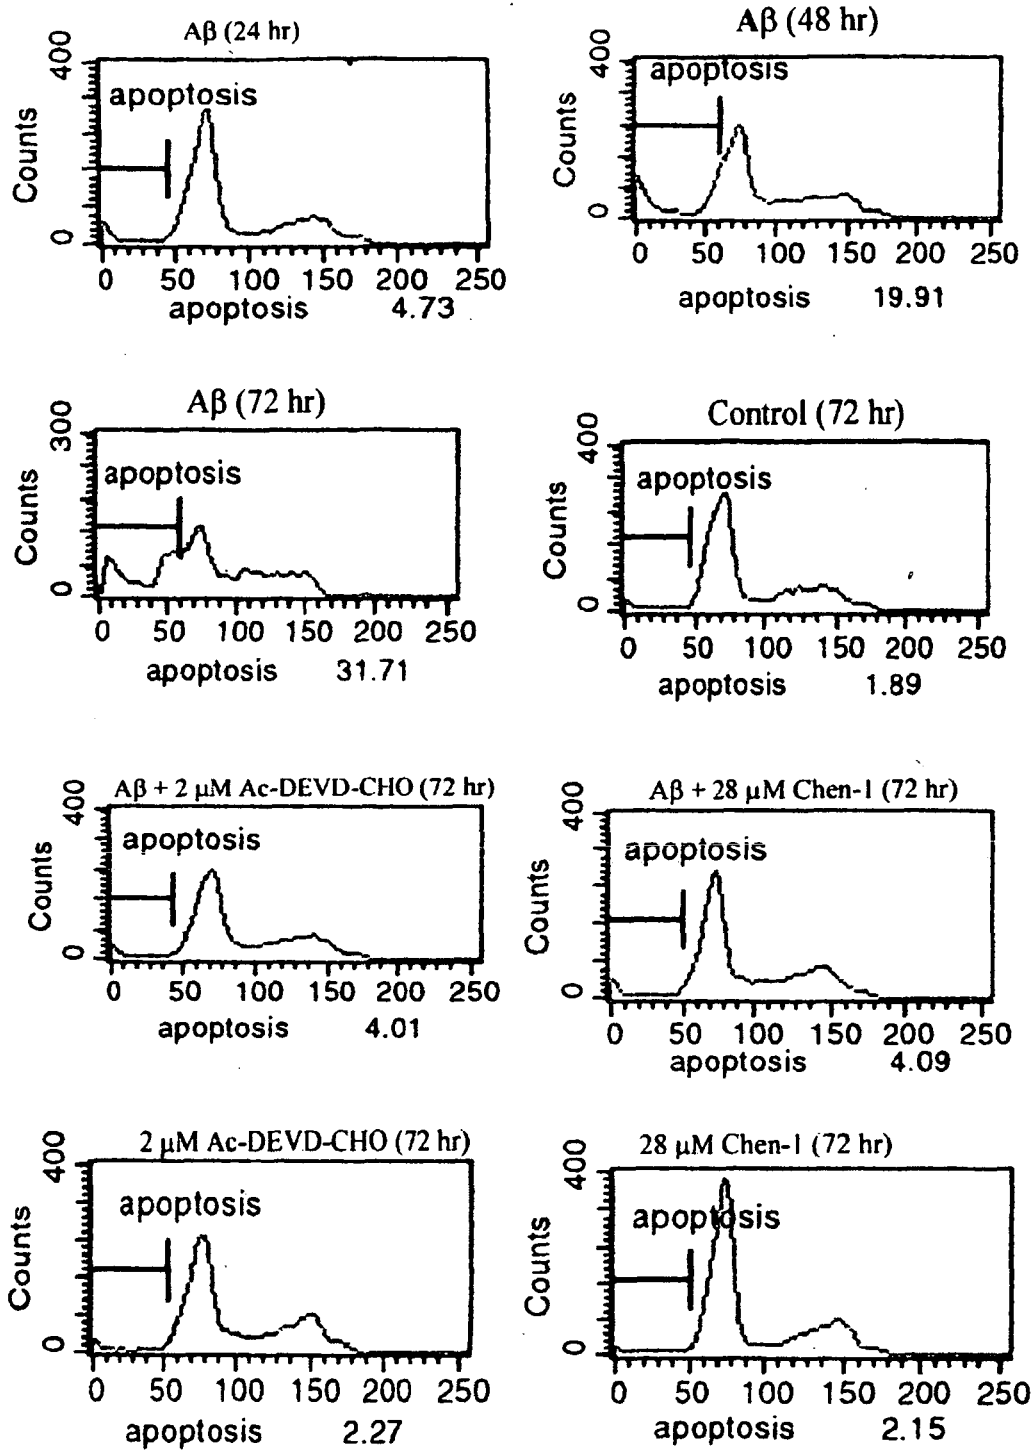 Aβ (24 hr)
400
apoptosis
Counts
0
0 50 100 150 200 250
apoptosis 4.73
Aβ (48 hr)
400
apoptosis
Counts
0
0 50 100 150 200 250
apoptosis 19.91
Aβ (72 hr)
300
apoptosis
Counts
0
0 50 100 150 200 250
apoptosis 31.71
Control (72 hr)
400
apoptosis
Counts
0
0 50 100 150 200 250
apoptosis 1.89
Aβ + 2 μM Ac-DEVD-CHO (72 hr)
400
apoptosis
Counts
0
0 50 100 150 200 250
apoptosis 4.01
Aβ + 28 μM Chen-1 (72 hr)
400
apoptosis
Counts
0
0 50 100 150 200 250
apoptosis 4.09
2 μM Ac-DEVD-CHO (72 hr)
400
apoptosis
Counts
0
0 50 100 150 200 250
apoptosis 2.27
28 μM Chen-1 (72 hr)
400
apoptosis
Counts
0
0 50 100 150 200 250
apoptosis 2.15